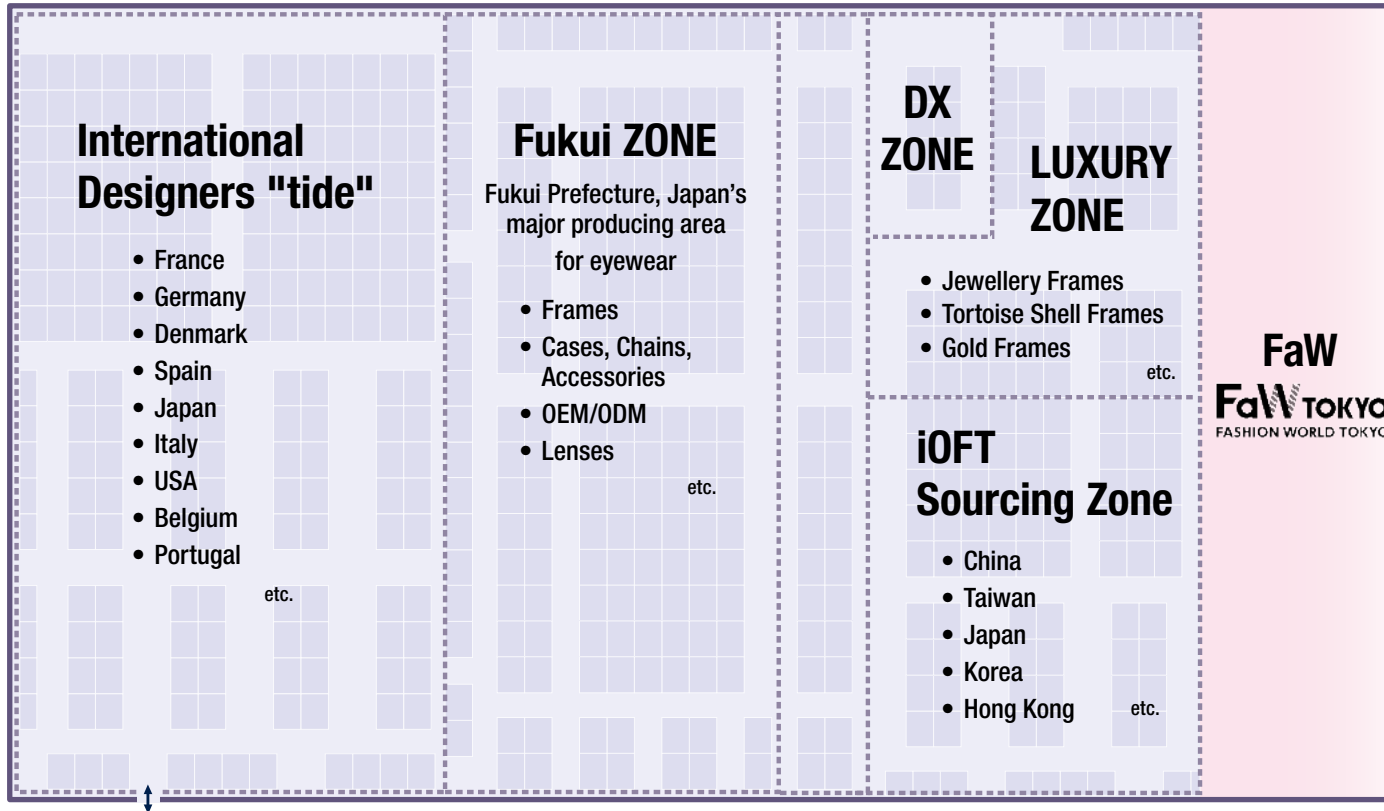 International
Designers "tide"
• France
• Germany
• Denmark
• Spain
• Japan
• Italy
• USA
• Belgium
• Portugal
etc.
Fukui ZONE
Fukui Prefecture, Japan’s
major producing area
for eyewear
• Frames
• Cases, Chains,
Accessories
• OEM/ODM
• Lenses
etc.
DX
ZONE
LUXURY
ZONE
• Jewellery Frames
• Tortoise Shell Frames
• Gold Frames
etc.
iOFT
Sourcing Zone
• China
• Taiwan
• Japan
• Korea
• Hong Kong
etc.
FaW
FaW TOKYO
FASHION WORLD TOKYO